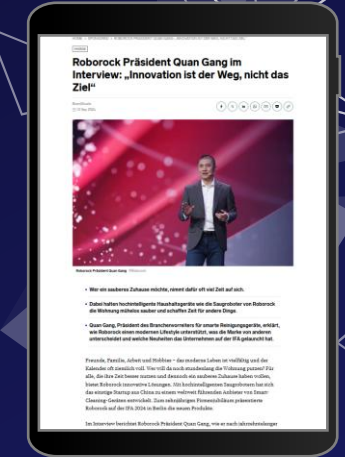 Roborock Präsident Quan Gang im
Interview: „Innovation ist der Weg, nicht das
Ziel“
Roborock Präsident Quan Gang
Wer ein sauberes Zuhause möchte, nimmt dafür oft viel Zeit auf sich.
Dabei halten hochintelligente Haushaltsgeräte wie die Saugroboter von Roborock
die Wohnung mühelos sauber und schaffen Zeit für andere Dinge.
Quan Gang, Präsident des Branchenvorreiters für smarte Reinigungsgeräte, erklärt,
wie Roborock einen modernen Lifestyle unterstützt, was die Marke von anderen
unterscheidet und welche Neuheiten das Unternehmen auf der IFA gelauncht hat.
Freunde, Familie, Arbeit und Hobbies – das moderne Leben ist vielfältig und der
Kalender oft ziemlich voll. Wer will da noch stundenlang die Wohnung putzen? Für
alle, die ihre Zeit besser nutzen und dennoch ein sauberes Zuhause haben wollen,
bietet Roborock innovative Lösungen. Mit hochintelligenten Saugrobotern hat sich
das einstige Startup aus China zu einem weltweit führenden Anbieter von Smart-
Cleaning-Geräten entwickelt. Zum zehnjährigen Firmenjubiläum präsentierte
Roborock auf der IFA 2024 in Berlin die neuen Produkte.
Im Interview berichtet Roborock Präsident Quan Gang, wie er nach jahrzehntelanger